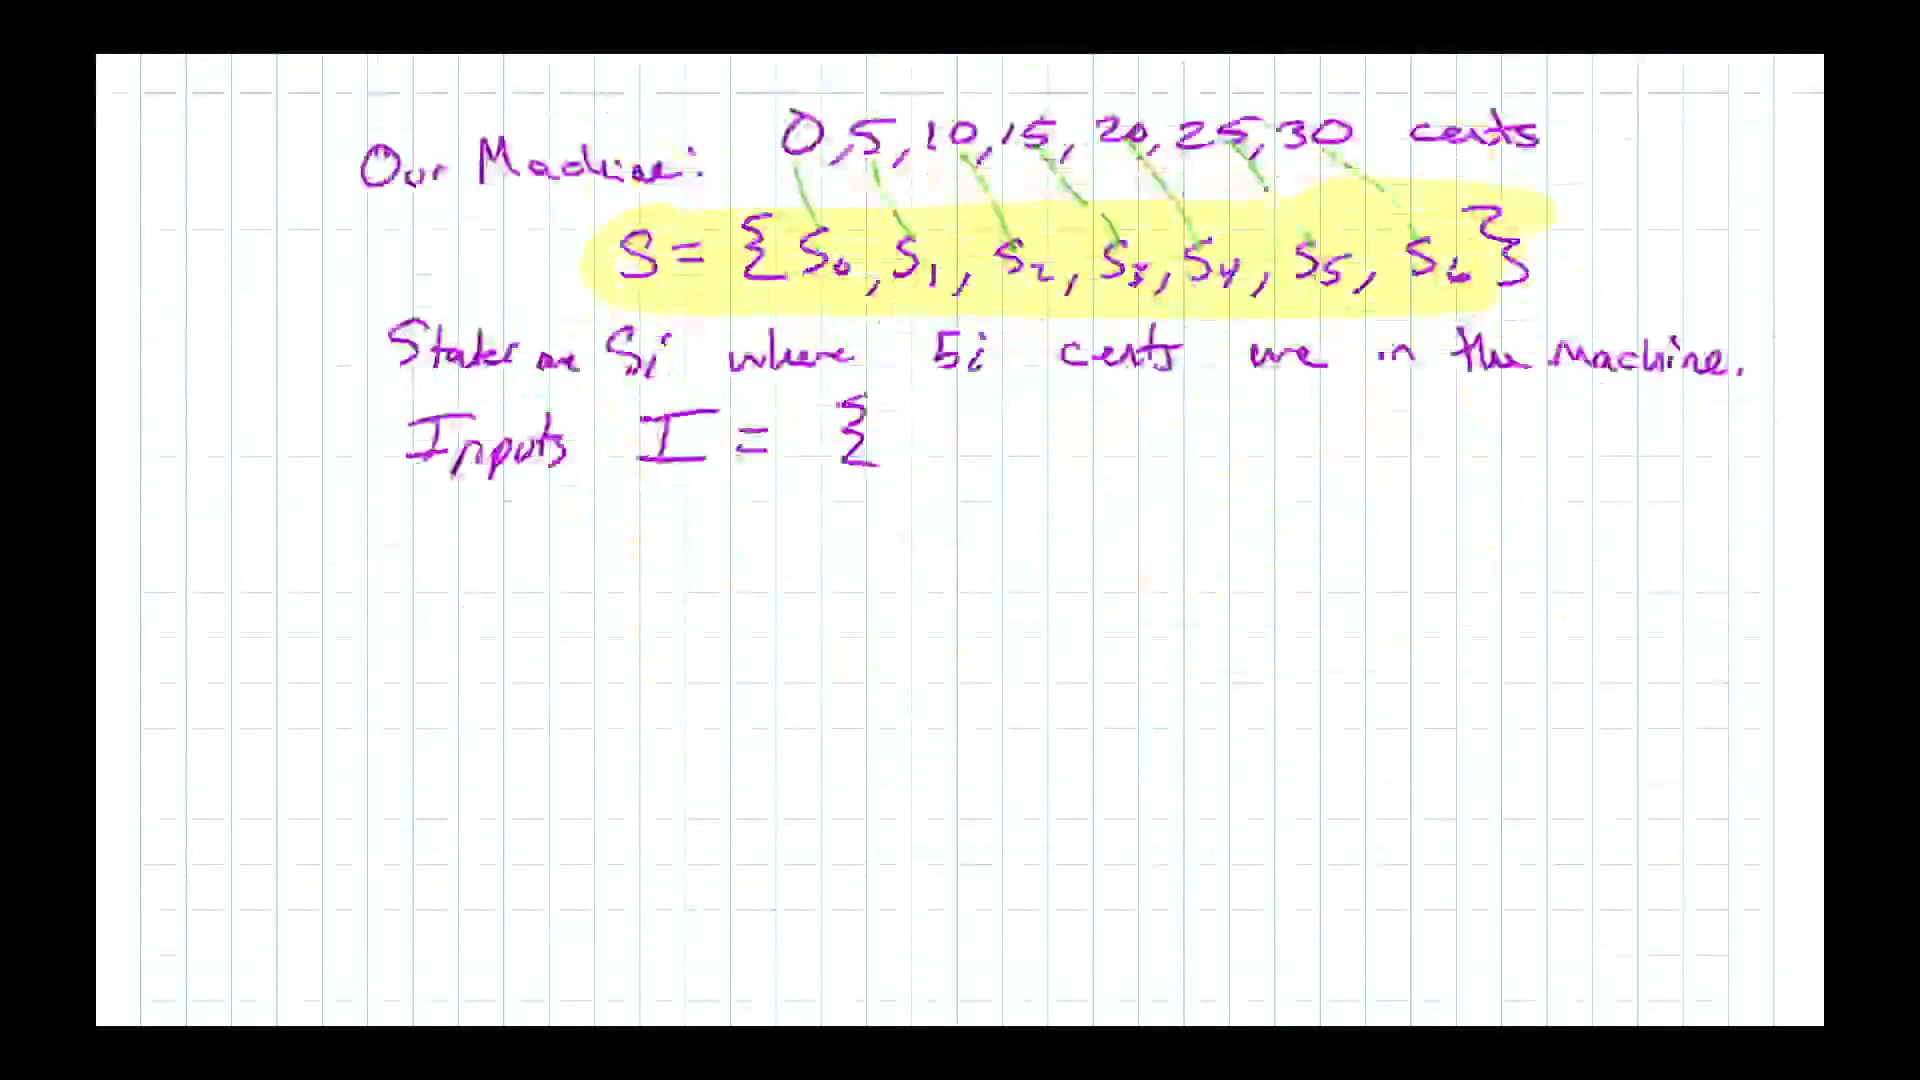 Our Machine: 0, 5, 10, 15, 20, 25, 30 cents
S = {S₀, S₁, S₂, S₃, S₄, S₅, S₆}
States are Sᵢ where 5i cents are in the machine.
Inputs I = {